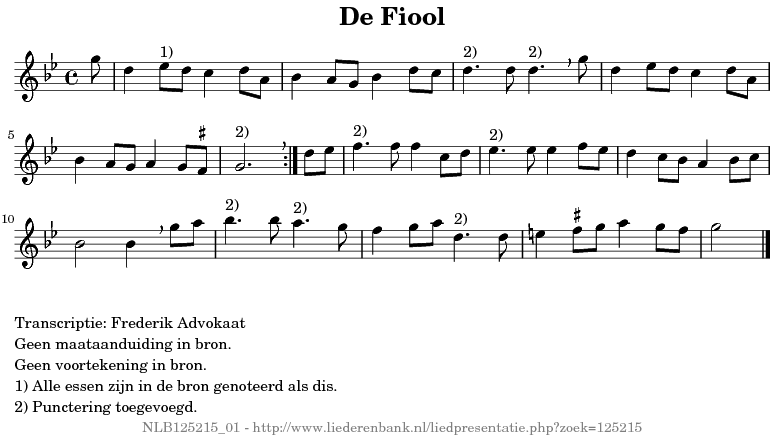 De Fiool
1)
2) 2)
5
2)
2)
2)
10
2)
2)
2)
Transcriptie: Frederik Advokaat
Geen maataanduiding in bron.
Geen voortekening in bron.
1) Alle essen zijn in de bron genoteerd als dis.
2) Punctering toegevoegd.
NLB125215_01 - http://www.liederenbank.nl/liedpresentatie.php?zoek=125215